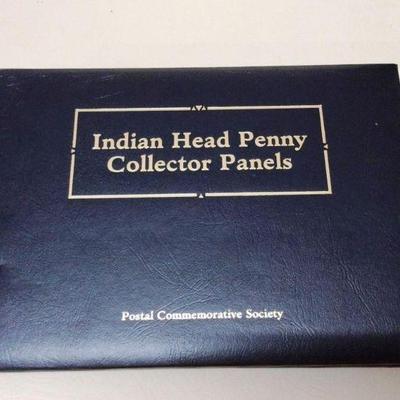 Indian Head Penny
Collector Panels
Postal Commemorative Society